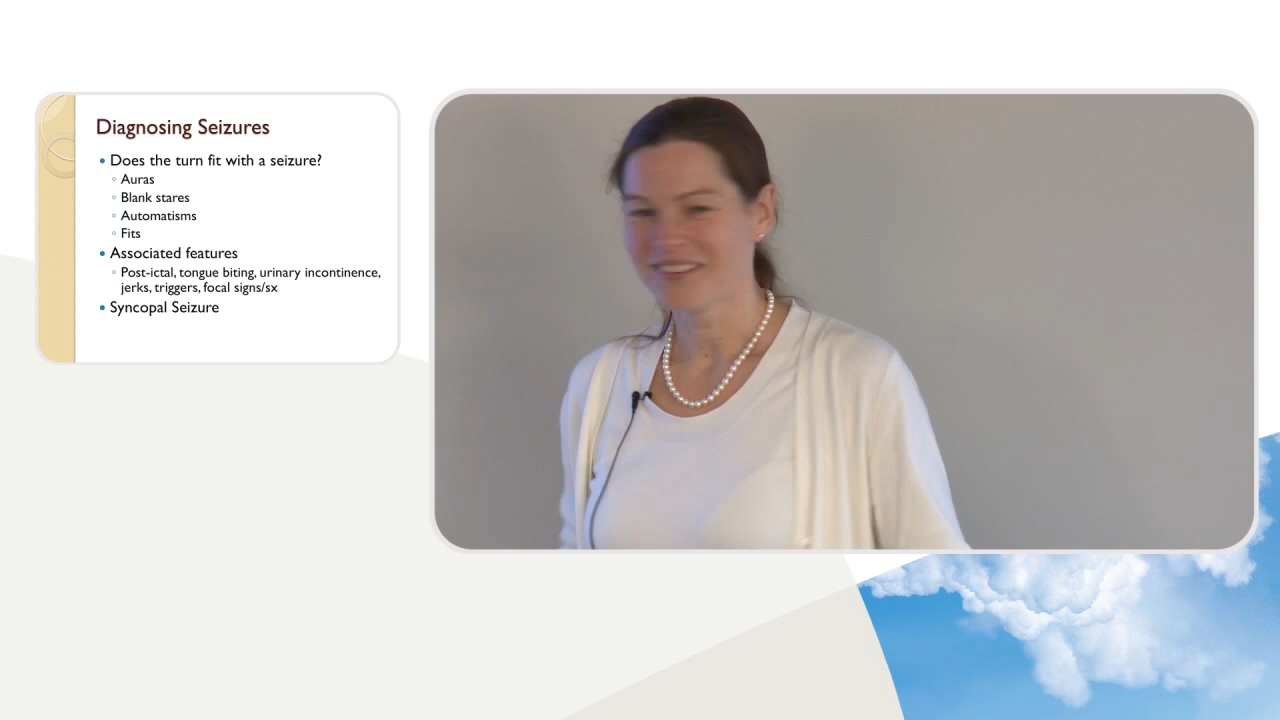 Diagnosing Seizures
• Does the turn fit with a seizure?
◦ Auras
◦ Blank stares
◦ Automatisms
◦ Fits
• Associated features
◦ Post-ictal, tongue biting, urinary incontinence,
jerks, triggers, focal signs/sx
• Syncopal Seizure